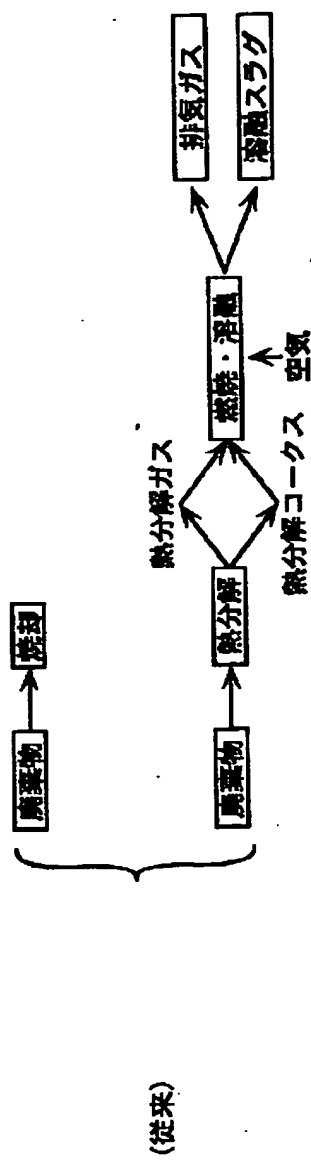 (従来)
廃棄物
焼却
廃棄物
熱分解
熱分解ガス
熱分解コークス
燃焼・溶融
空気
排気ガス
溶融スラグ